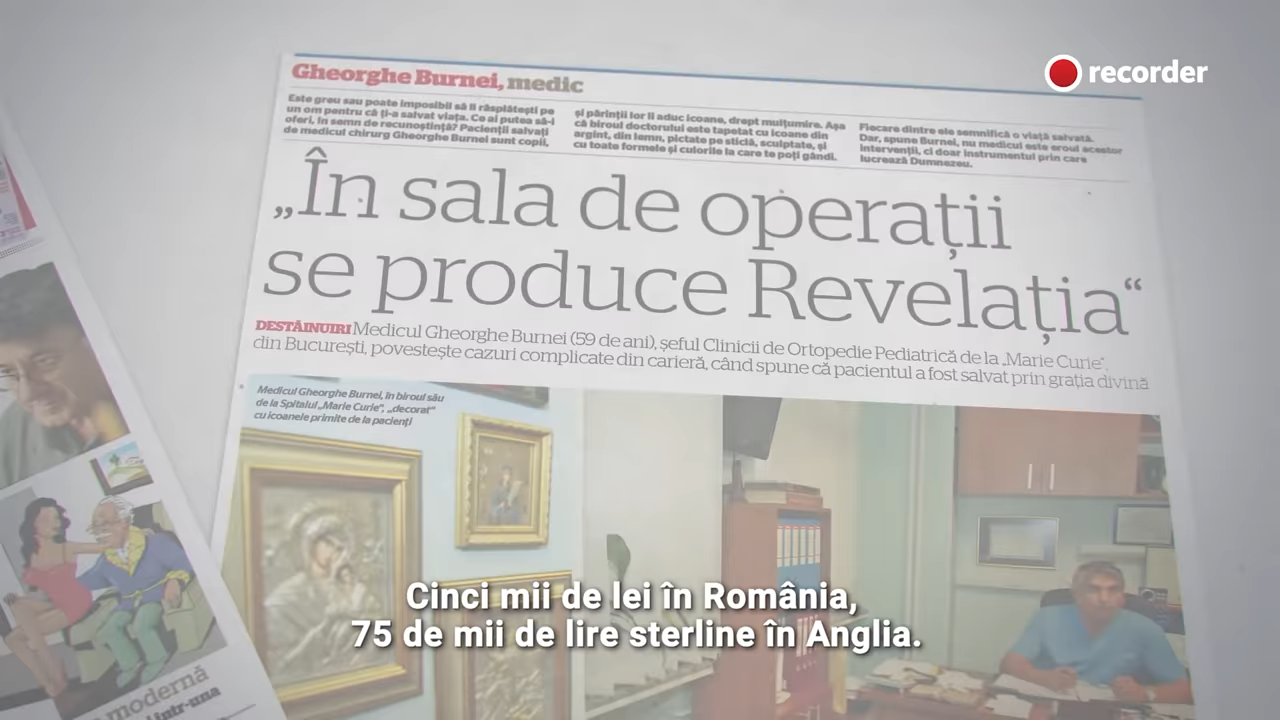 recorder
Gheorghe Burnei, medic
Este greu sau poate imposibil să îi răsplătești pe
un om pentru că ți-a salvat viața. Ce ai putea să-i
oferi, în semn de recunoștință? Pacienții salvați
de medicul chirurg Gheorghe Burnei sunt copii,
și părinții lor îi aduc icoane, drept mulțumire. Așa
că biroul doctorului este tapetat cu icoane din
argint, din lemn, pictate pe sticlă, sculptate, și
cu toate formele și culorile la care te poți gândi.
Fiecare dintre ele semnifică o viață salvată.
Dar, spune Burnei, nu medicul este eroul acestor
intervenții, ci doar instrumentul prin care
lucrează Dumnezeu.
„În sala de operații
se produce Revelația“
DESTĂINUIRI Medicul Gheorghe Burnei (59 de ani), șeful Clinicii de Ortopedie Pediatrică de la „Marie Curie“,
din București, povestește cazuri complicate din carieră, când spune că pacientul a fost salvat prin grația divină
Medicul Gheorghe Burnei, în biroul său
de la Spitalul „Marie Curie“, „decorat“
cu icoanele primite de la pacienți
Cinci mii de lei în România,
75 de mii de lire sterline în Anglia.
modernă
într-una